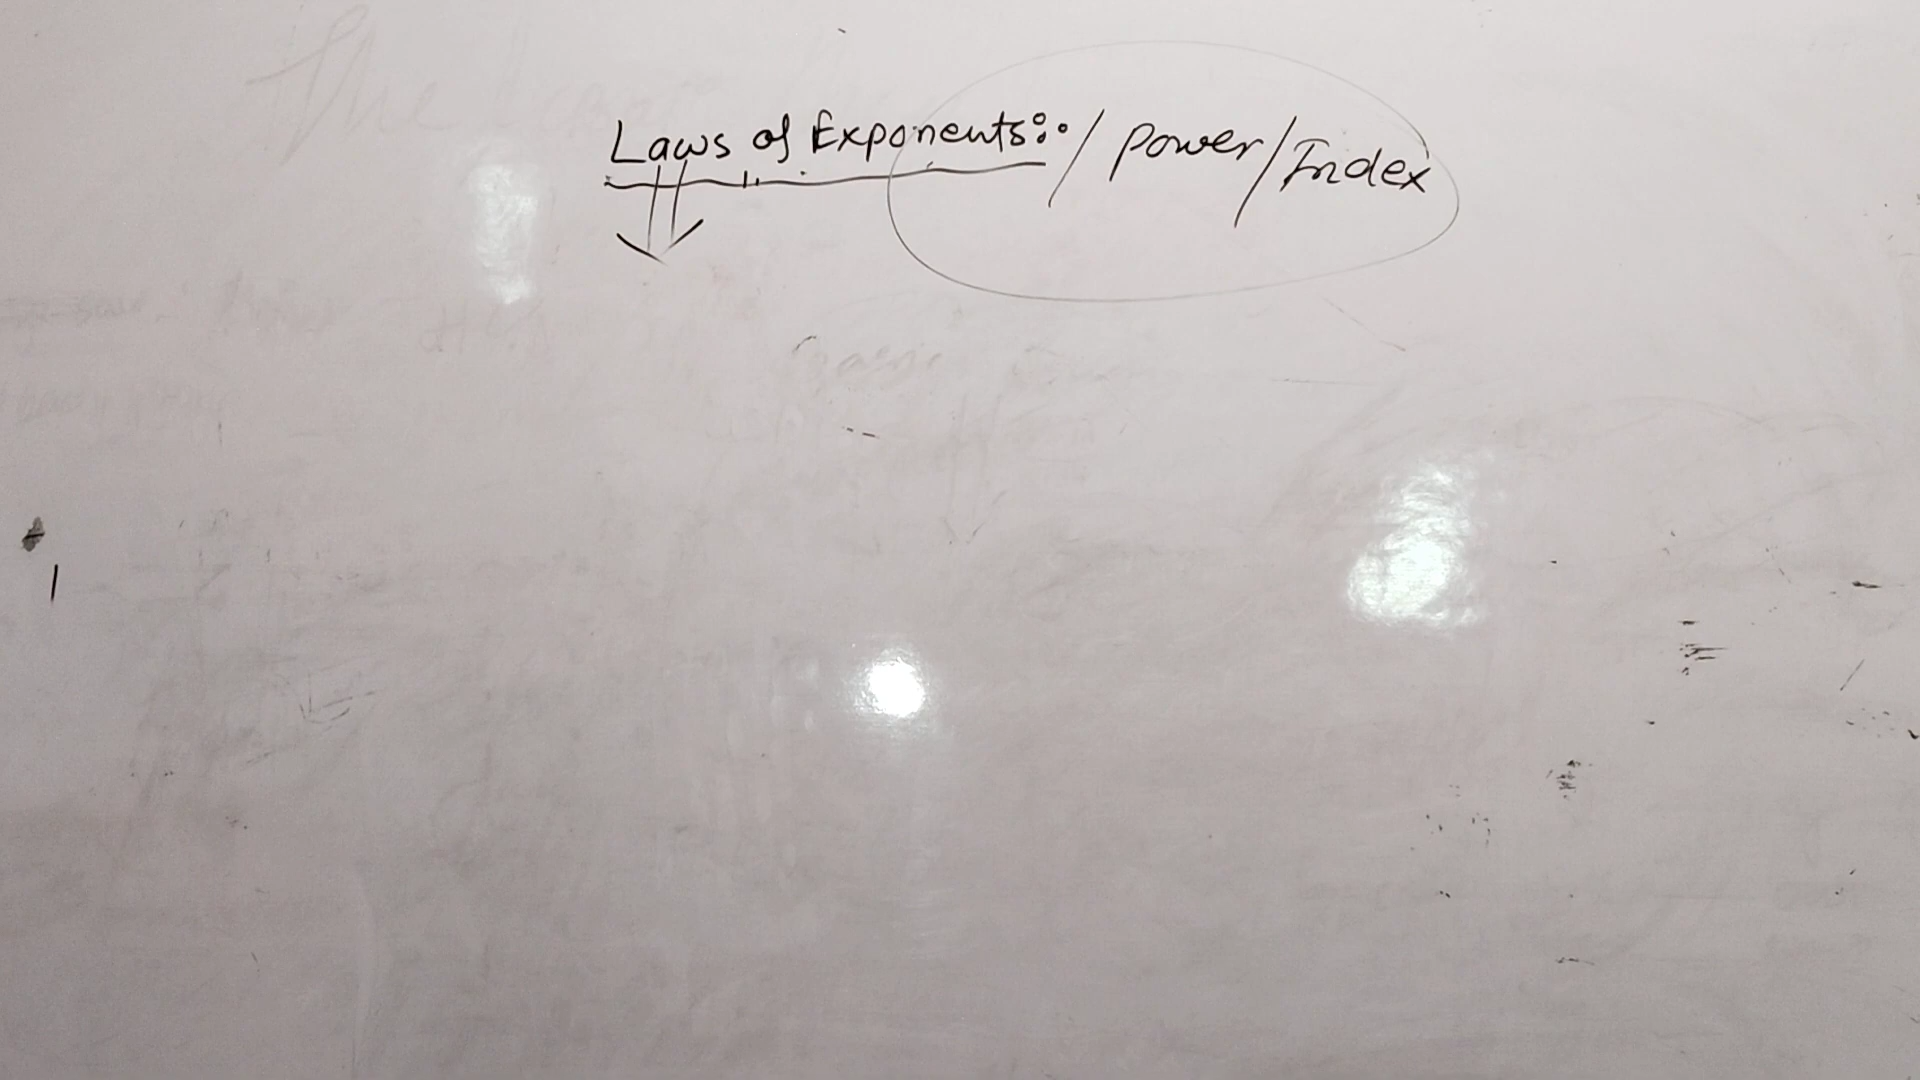 Laws of Exponents:- / Power / Index